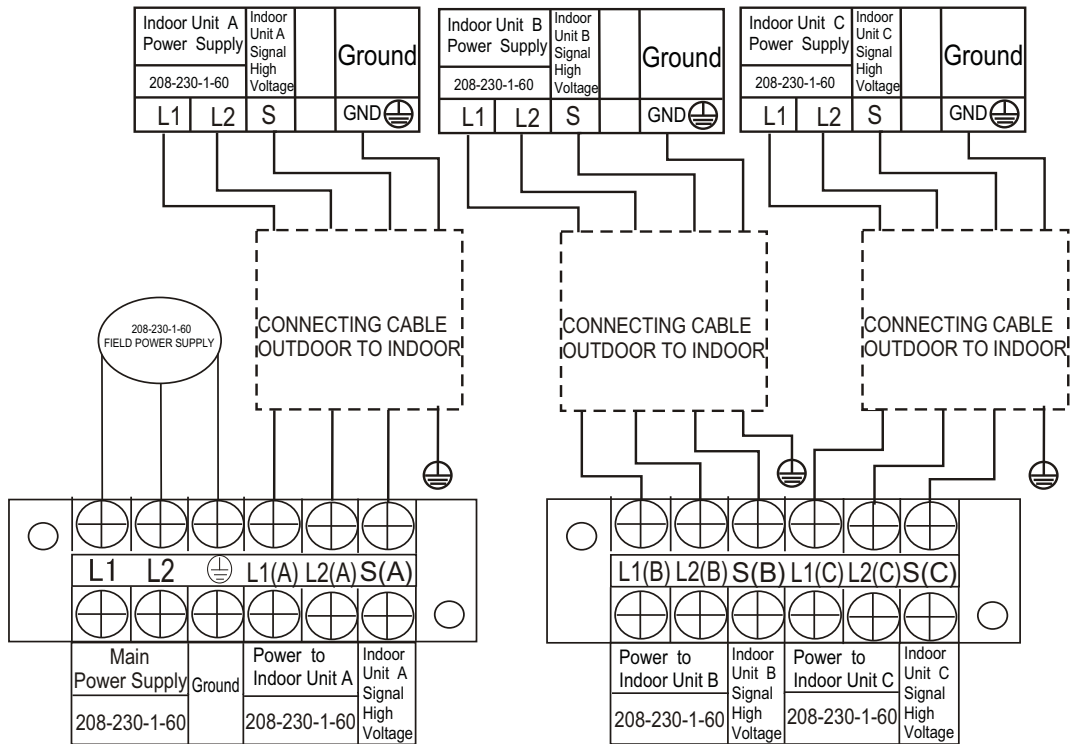 Indoor Unit A
Power Supply
208-230-1-60
Indoor
Unit A
Signal
High
Voltage
Ground
L1 L2 S GND
Indoor Unit B
Power Supply
208-230-1-60
Indoor
Unit B
Signal
High
Voltage
Ground
L1 L2 S GND
Indoor Unit C
Power Supply
208-230-1-60
Indoor
Unit C
Signal
High
Voltage
Ground
L1 L2 S GND
208-230-1-60
FIELD POWER SUPPLY
CONNECTING CABLE
OUTDOOR TO INDOOR
CONNECTING CABLE
OUTDOOR TO INDOOR
CONNECTING CABLE
OUTDOOR TO INDOOR
L1 L2 L1(A) L2(A) S(A)
Main
Power Supply
208-230-1-60
Ground
Power to
Indoor Unit A
208-230-1-60
Indoor
Unit A
Signal
High
Voltage
L1(B) L2(B) S(B) L1(C) L2(C) S(C)
Power to
Indoor Unit B
208-230-1-60
Indoor
Unit B
Signal
High
Voltage
Power to
Indoor Unit C
208-230-1-60
Indoor
Unit C
Signal
High
Voltage